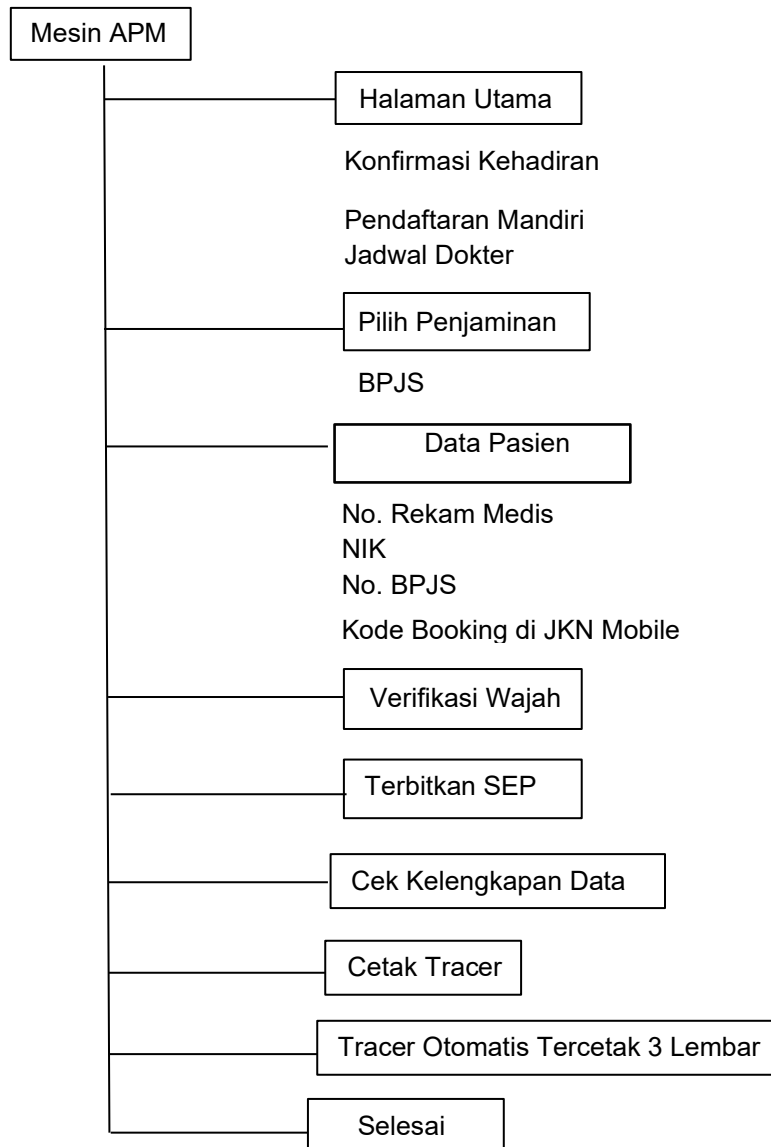 Mesin APM
Halaman Utama
Konfirmasi Kehadiran
Pendaftaran Mandiri
Jadwal Dokter
Pilih Penjaminan
BPJS
Data Pasien
No. Rekam Medis
NIK
No. BPJS
Kode Booking di JKN Mobile
Verifikasi Wajah
Terbitkan SEP
Cek Kelengkapan Data
Cetak Tracer
Tracer Otomatis Tercetak 3 Lembar
Selesai